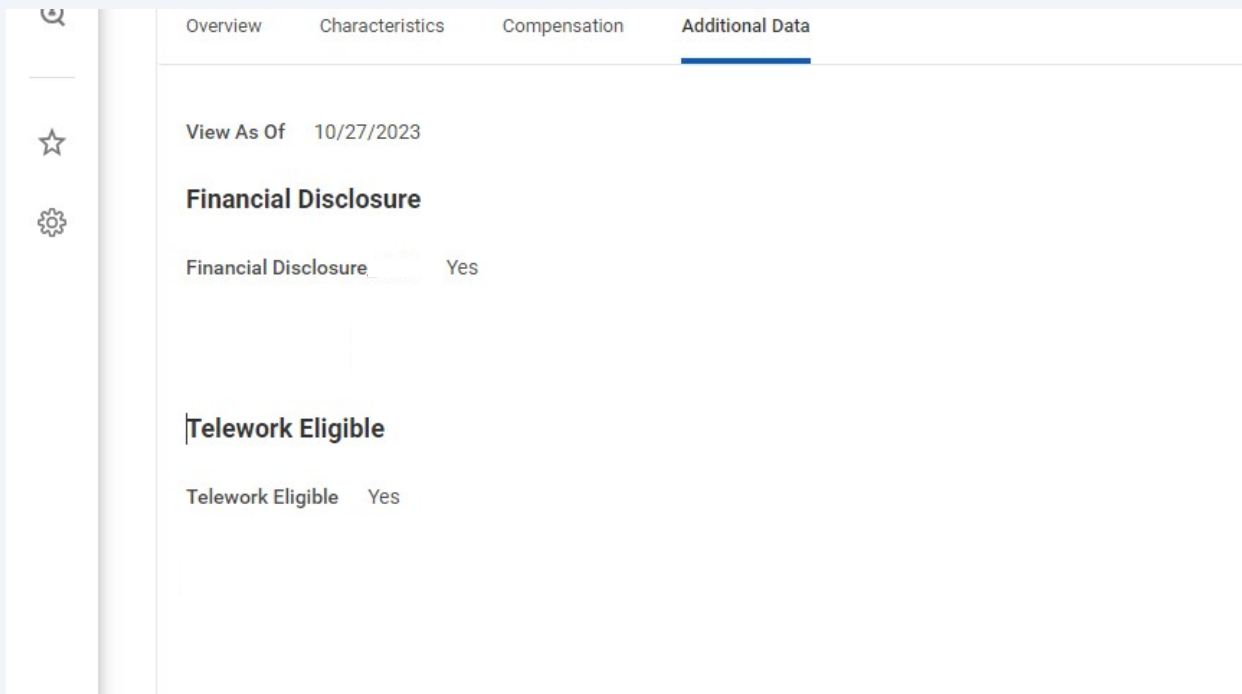 Overview Characteristics Compensation Additional Data
View As Of 10/27/2023
Financial Disclosure
Financial Disclosure Yes
Telework Eligible
Telework Eligible Yes